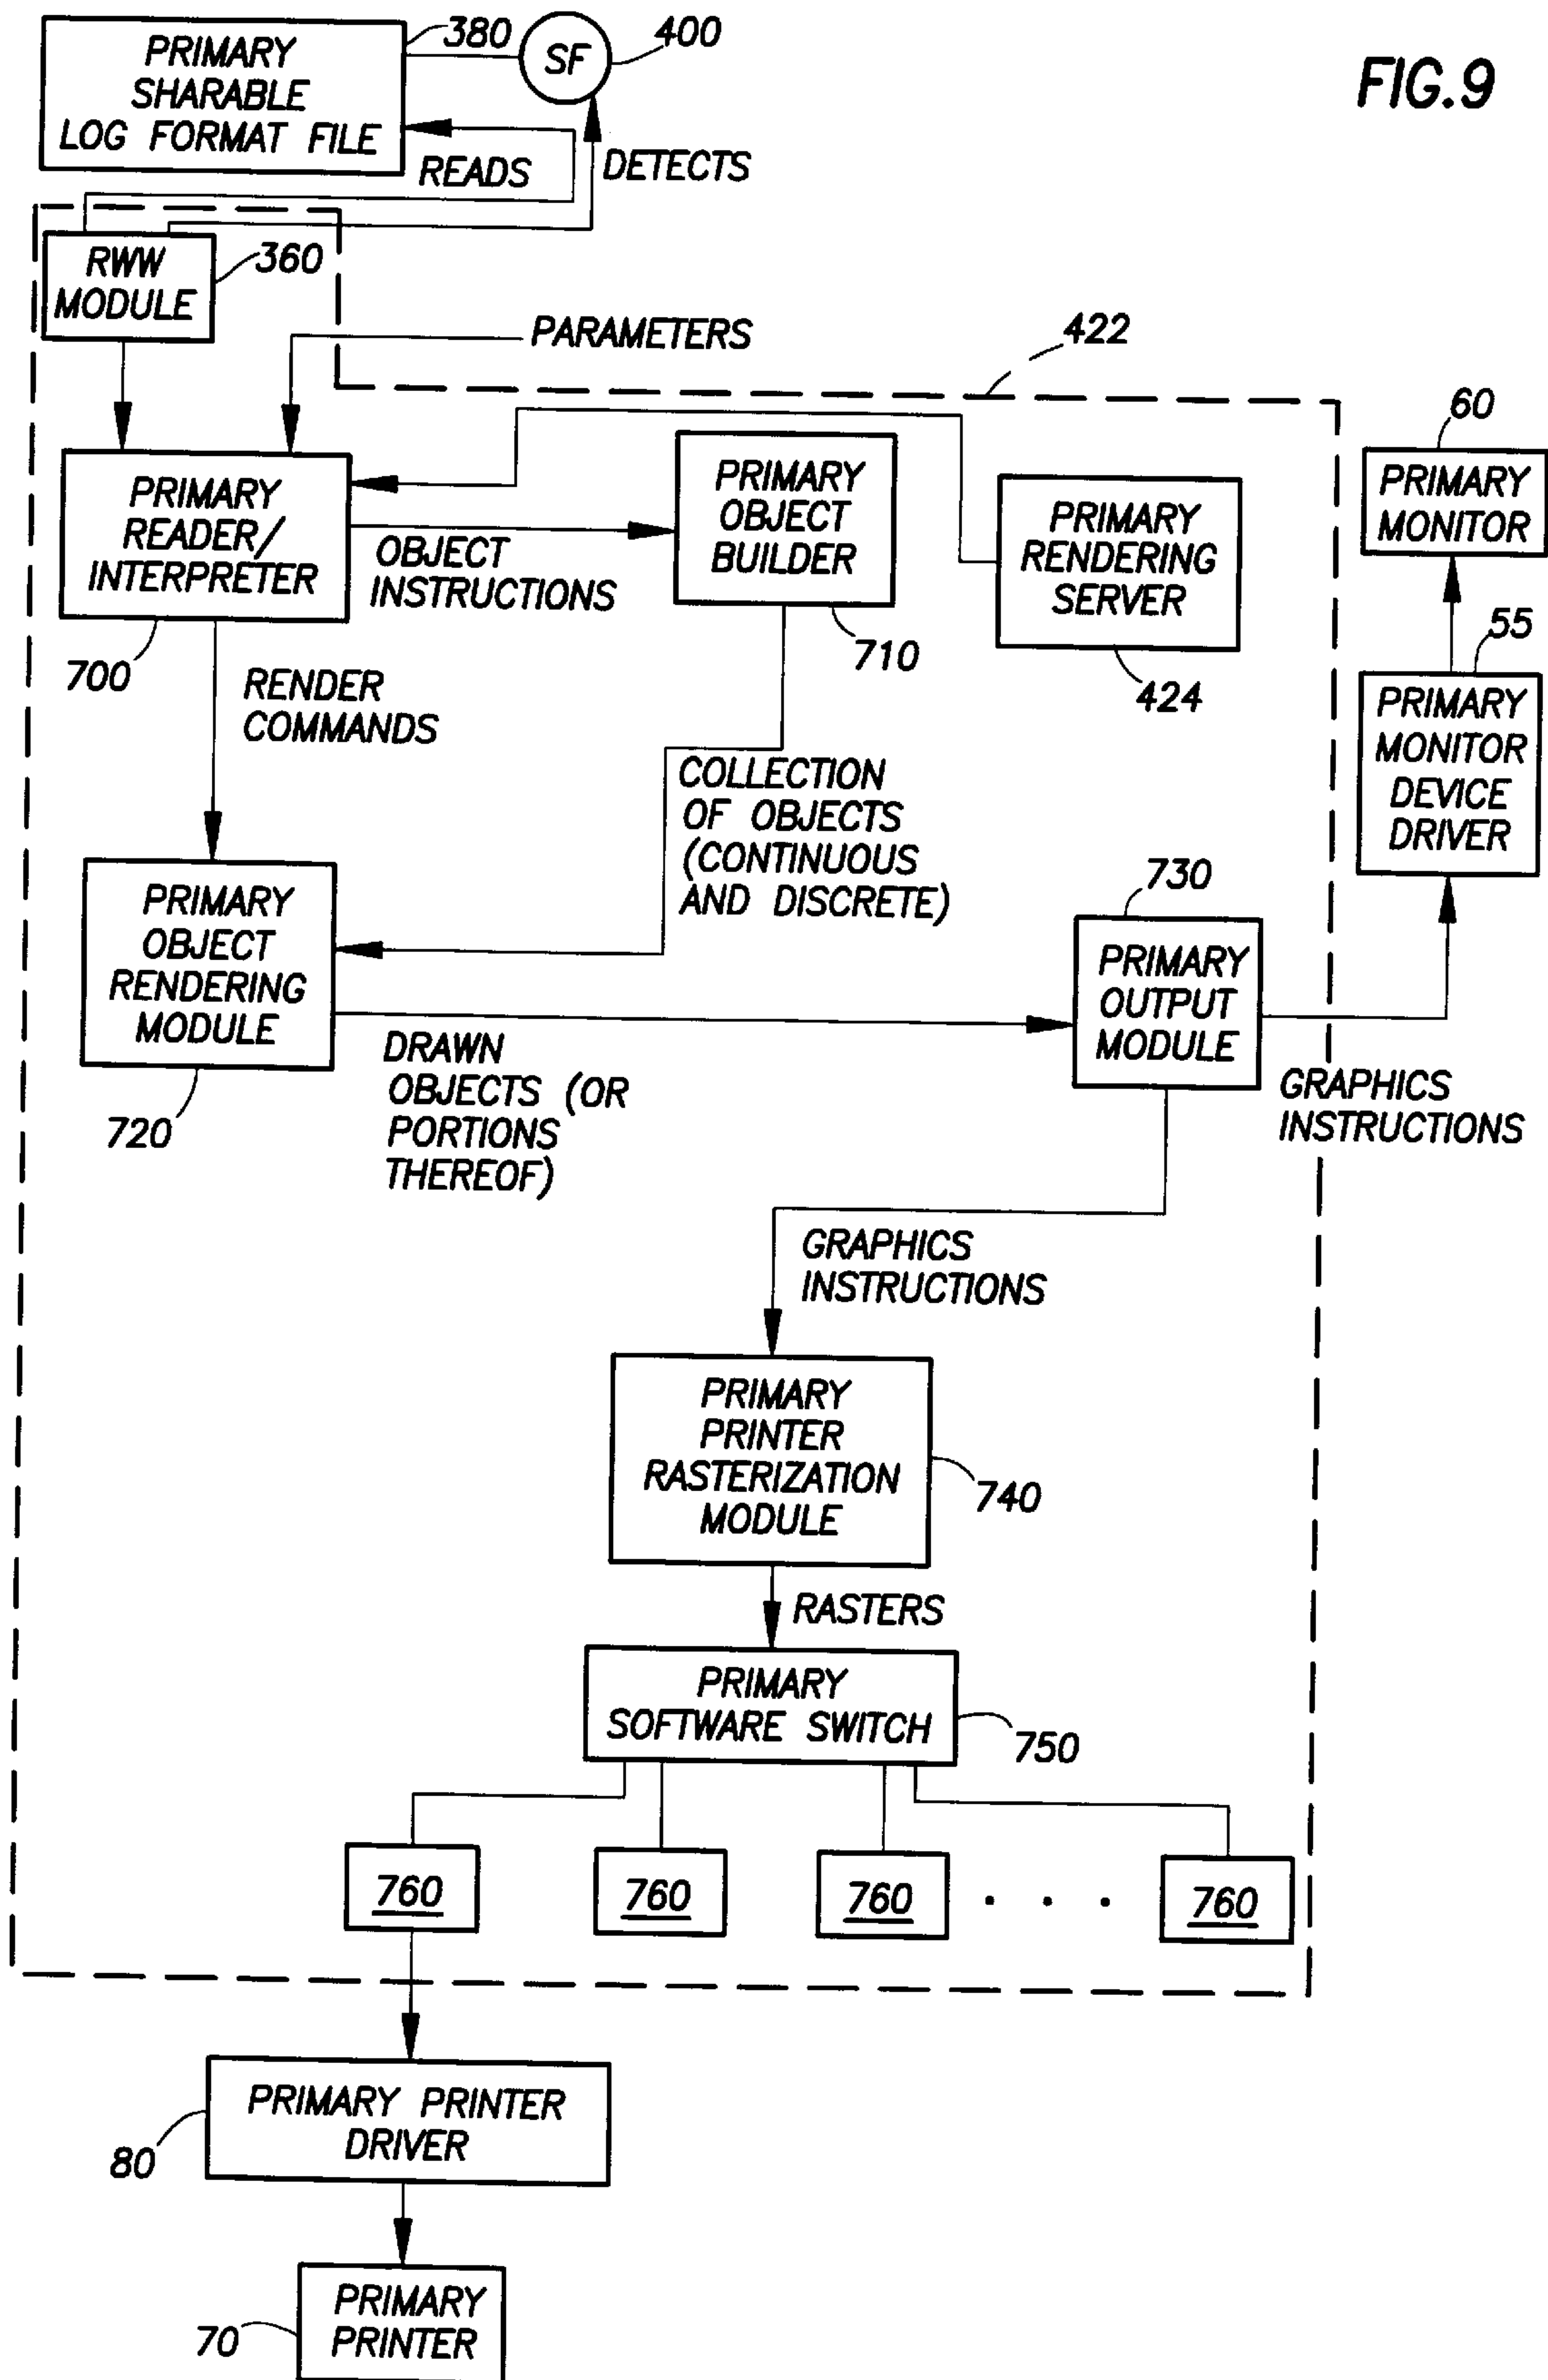 FIG.9
PRIMARY
SHARABLE
LOG FORMAT FILE
380
SF
400
READS
DETECTS
RWW
MODULE
360
PARAMETERS
422
PRIMARY
READER/
INTERPRETER
700
OBJECT
INSTRUCTIONS
PRIMARY
OBJECT
BUILDER
710
PRIMARY
RENDERING
SERVER
424
60
PRIMARY
MONITOR
55
PRIMARY
MONITOR
DEVICE
DRIVER
RENDER
COMMANDS
COLLECTION
OF OBJECTS
(CONTINUOUS
AND DISCRETE)
PRIMARY
OBJECT
RENDERING
MODULE
720
DRAWN
OBJECTS (OR
PORTIONS
THEREOF)
730
PRIMARY
OUTPUT
MODULE
GRAPHICS
INSTRUCTIONS
GRAPHICS
INSTRUCTIONS
PRIMARY
PRINTER
RASTERIZATION
MODULE
740
RASTERS
PRIMARY
SOFTWARE SWITCH
750
760
760
760
. . .
760
PRIMARY PRINTER
DRIVER
80
PRIMARY
PRINTER
70